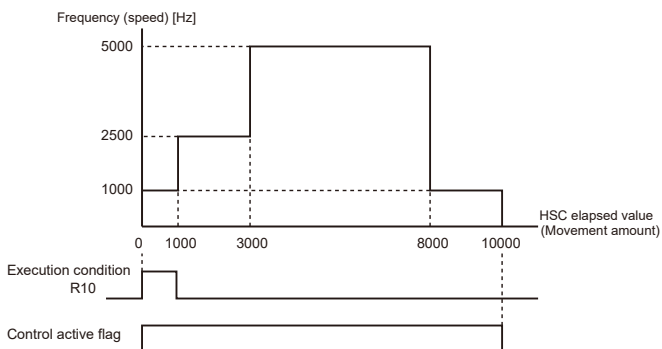 Frequency (speed) [Hz]
5000
2500
1000
HSC elapsed value
(Movement amount)
0 1000 3000 8000 10000
Execution condition
R10
Control active flag